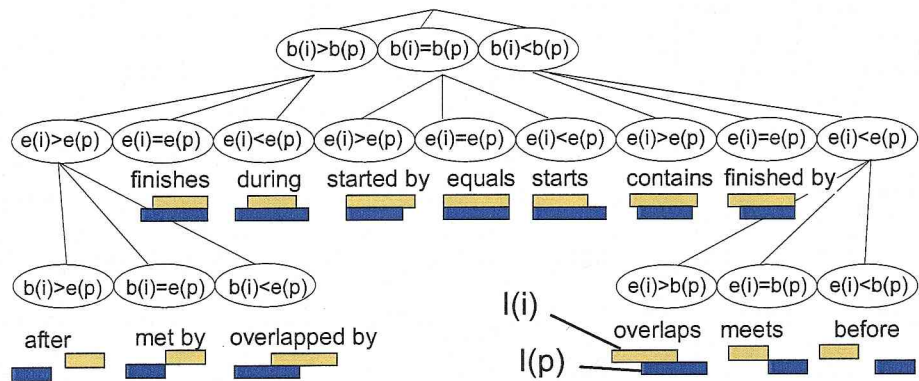 b(i)>b(p) b(i)=b(p) b(i)<b(p)
e(i)>e(p) e(i)=e(p) e(i)<e(p) e(i)>e(p) e(i)=e(p) e(i)<e(p) e(i)>e(p) e(i)=e(p) e(i)<e(p)
finishes during started by equals starts contains finished by
b(i)>e(p) b(i)=e(p) b(i)<e(p) e(i)>b(p) e(i)=b(p) e(i)<b(p)
I(i)
after met by overlapped by overlaps meets before
I(p)